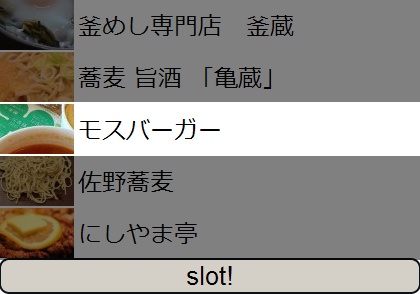 釜めし専門店　釜蔵
蕎麦 旨酒 「亀蔵」
モスバーガー
佐野蕎麦
にしやま亭
slot!